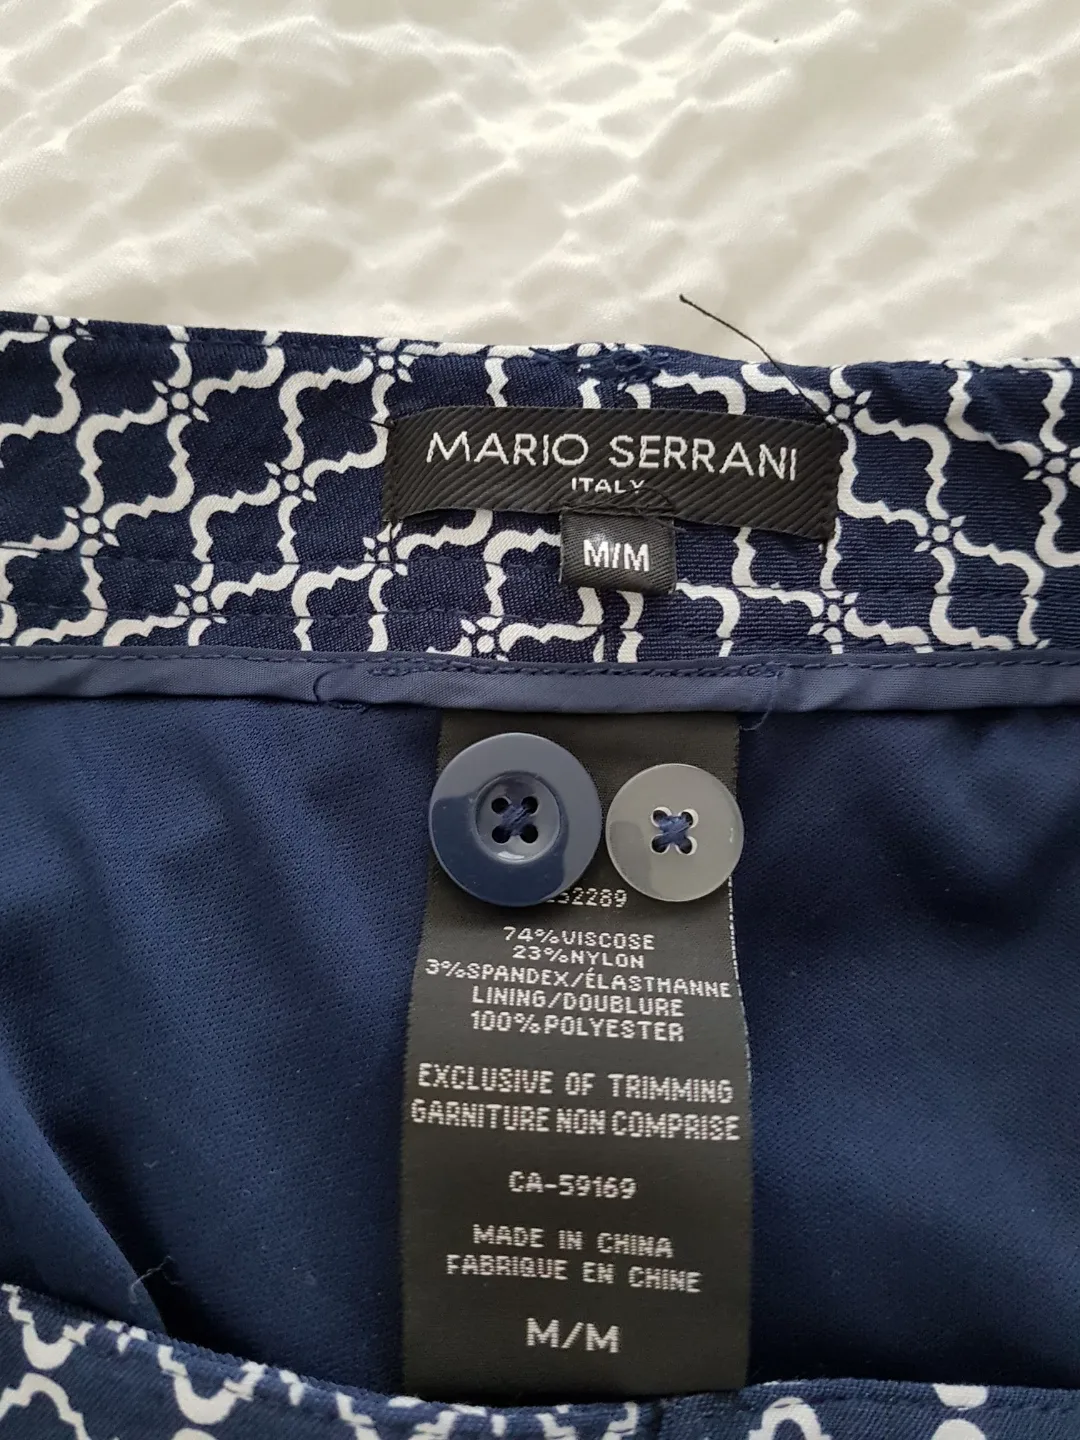 MARIO SERRANI
ITALY
M/M
52289
74%VISCOSE
23%NYLON
3%SPANDEX/ÉLASTHANNE
LINING/DOUBLURE
100%POLYESTER
EXCLUSIVE OF TRIMMING
GARNITURE NON COMPRISE
CA-59169
MADE IN CHINA
FABRIQUE EN CHINE
M/M